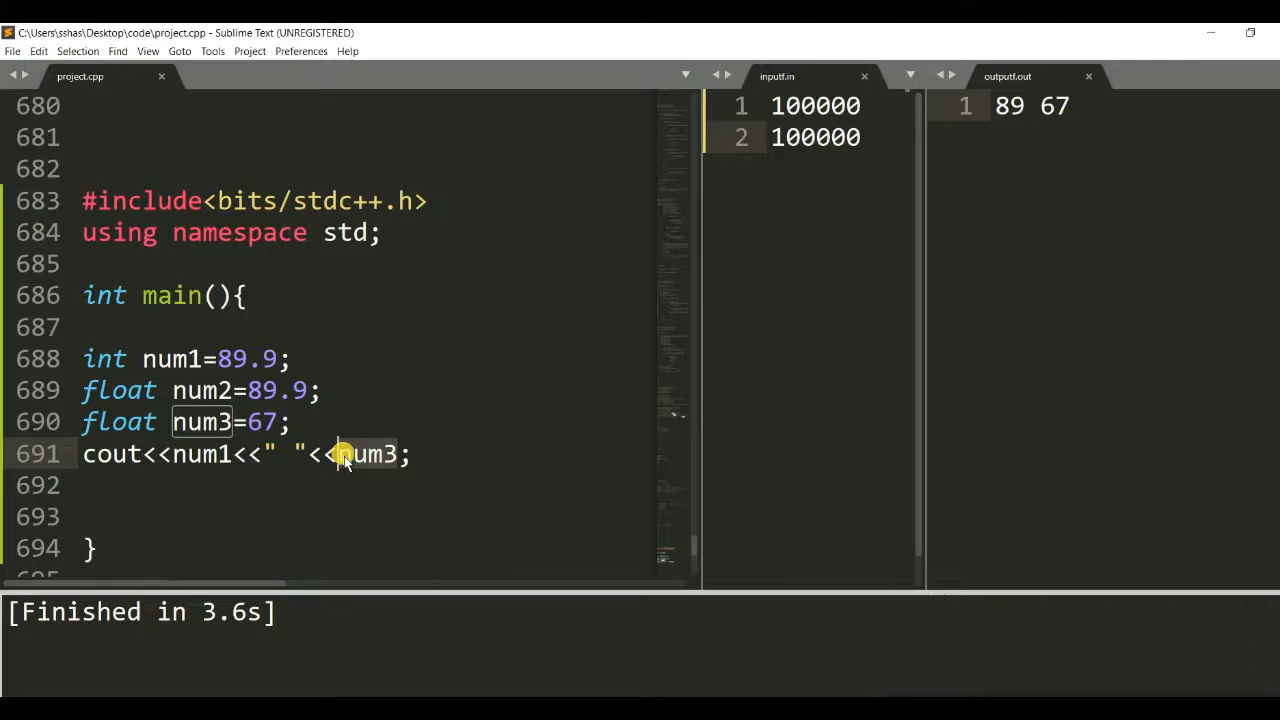 C:\Users\sshas\Desktop\code\project.cpp - Sublime Text (UNREGISTERED)
File Edit Selection Find View Goto Tools Project Preferences Help
project.cpp
inputf.in
outputf.out
680
681
682
683 #include<bits/stdc++.h>
684 using namespace std;
685
686 int main(){
687
688 int num1=89.9;
689 float num2=89.9;
690 float num3=67;
691 cout<<num1<<" "<<num3;
692
693
694 }
695
1 100000
2 100000
1 89 67
[Finished in 3.6s]